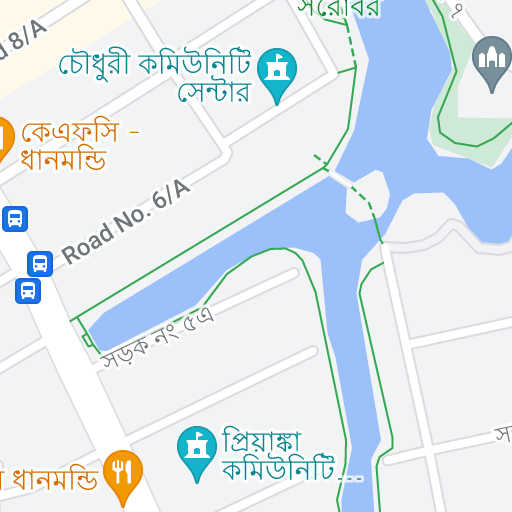 সরোবর
8/A
চৌধুরী কমিউনিটি
সেন্টার
কেএফসি -
ধানমন্ডি
Road No. 6/A
সড়ক নং ৫এ
প্রিয়াঙ্কা
কমিউনিটি...
ধানমন্ডি